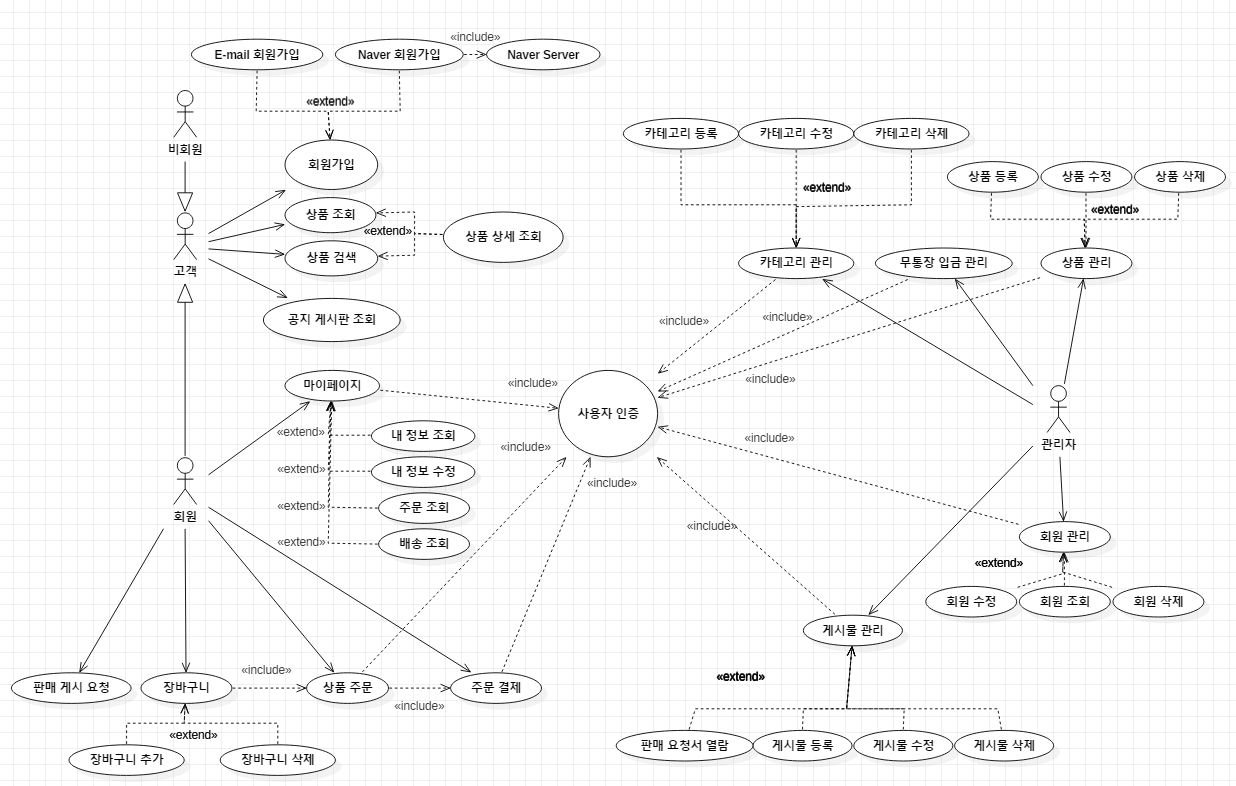 «include»
E-mail 회원가입
Naver 회원가입
Naver Server
«extend»
비회원
회원가입
고객
상품 조회
«extend»
상품 검색
상품 상세 조회
공지 게시판 조회
카테고리 등록
카테고리 수정
카테고리 삭제
«extend»
상품 등록
상품 수정
상품 삭제
«extend»
카테고리 관리
무통장 입금 관리
상품 관리
«include»
«include»
«include»
마이페이지
«include»
사용자 인증
«extend»
내 정보 조회
«include»
«include»
관리자
«extend»
내 정보 수정
«include»
«extend»
주문 조회
회원
«include»
«extend»
배송 조회
회원 관리
«extend»
회원 수정
회원 조회
회원 삭제
게시물 관리
«include»
«extend»
판매 게시 요청
장바구니
상품 주문
주문 결제
«include»
«extend»
장바구니 추가
장바구니 삭제
판매 요청서 열람
게시물 등록
게시물 수정
게시물 삭제